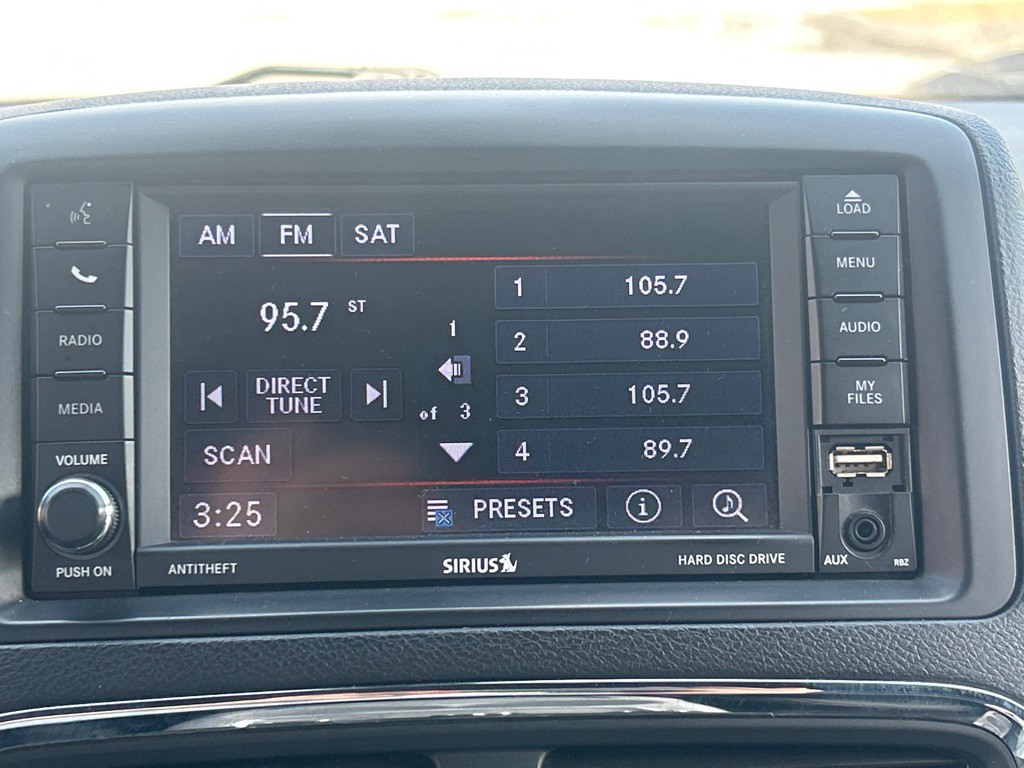 AM FM SAT
LOAD
MENU
RADIO
AUDIO
MEDIA
MY
FILES
VOLUME
PUSH ON
95.7 ST
DIRECT
TUNE
SCAN
3:25
1
of 3
1 105.7
2 88.9
3 105.7
4 89.7
PRESETS
i
ANTITHEFT
SIRIUS
HARD DISC DRIVE
AUX
RBZ